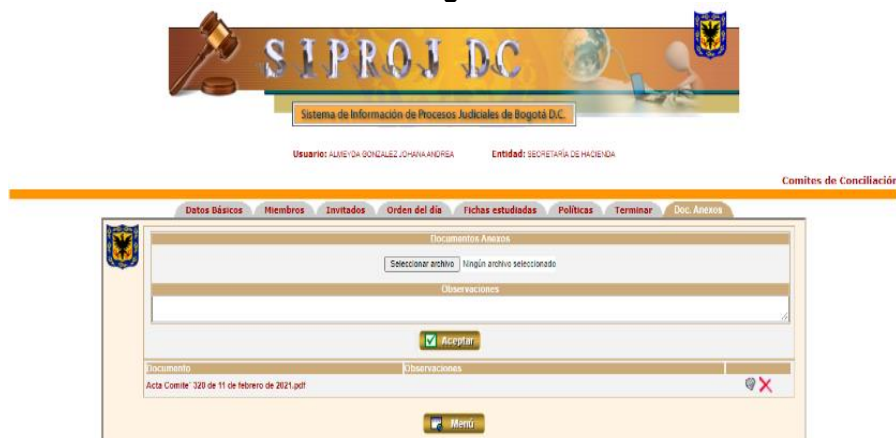 SIPROJ DC
Sistema de Información de Procesos Judiciales de Bogotá D.C.
Usuario: ALMEYDA GONZALEZ JOHANA ANDREA Entidad: SECRETARÍA DE HACIENDA
Comites de Conciliación
Datos Básicos Miembros Invitados Orden del día Fichas estudiadas Políticas Terminar Doc. Anexos
Documentos Anexos
Seleccionar archivo Ningún archivo seleccionado
Observaciones
Aceptar
Documento Observaciones
Acta Comite` 320 de 11 de febrero de 2021.pdf
Menú